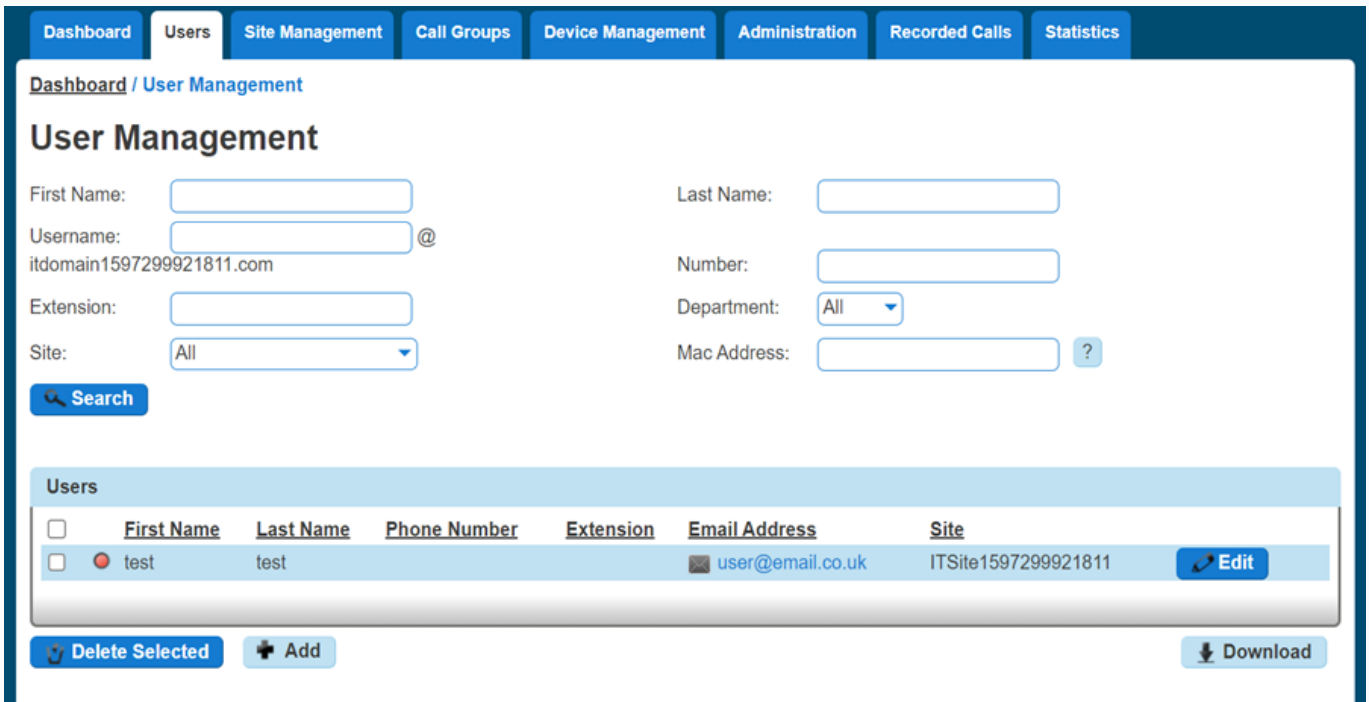 Dashboard Users Site Management Call Groups Device Management Administration Recorded Calls Statistics
Dashboard / User Management
User Management
First Name: Last Name:
Username: @
itdomain1597299921811.com Number:
Extension: Department: All
Site: All Mac Address: ?
Search
Users
First Name Last Name Phone Number Extension Email Address Site
test test user@email.co.uk ITSite1597299921811 Edit
Delete Selected Add Download